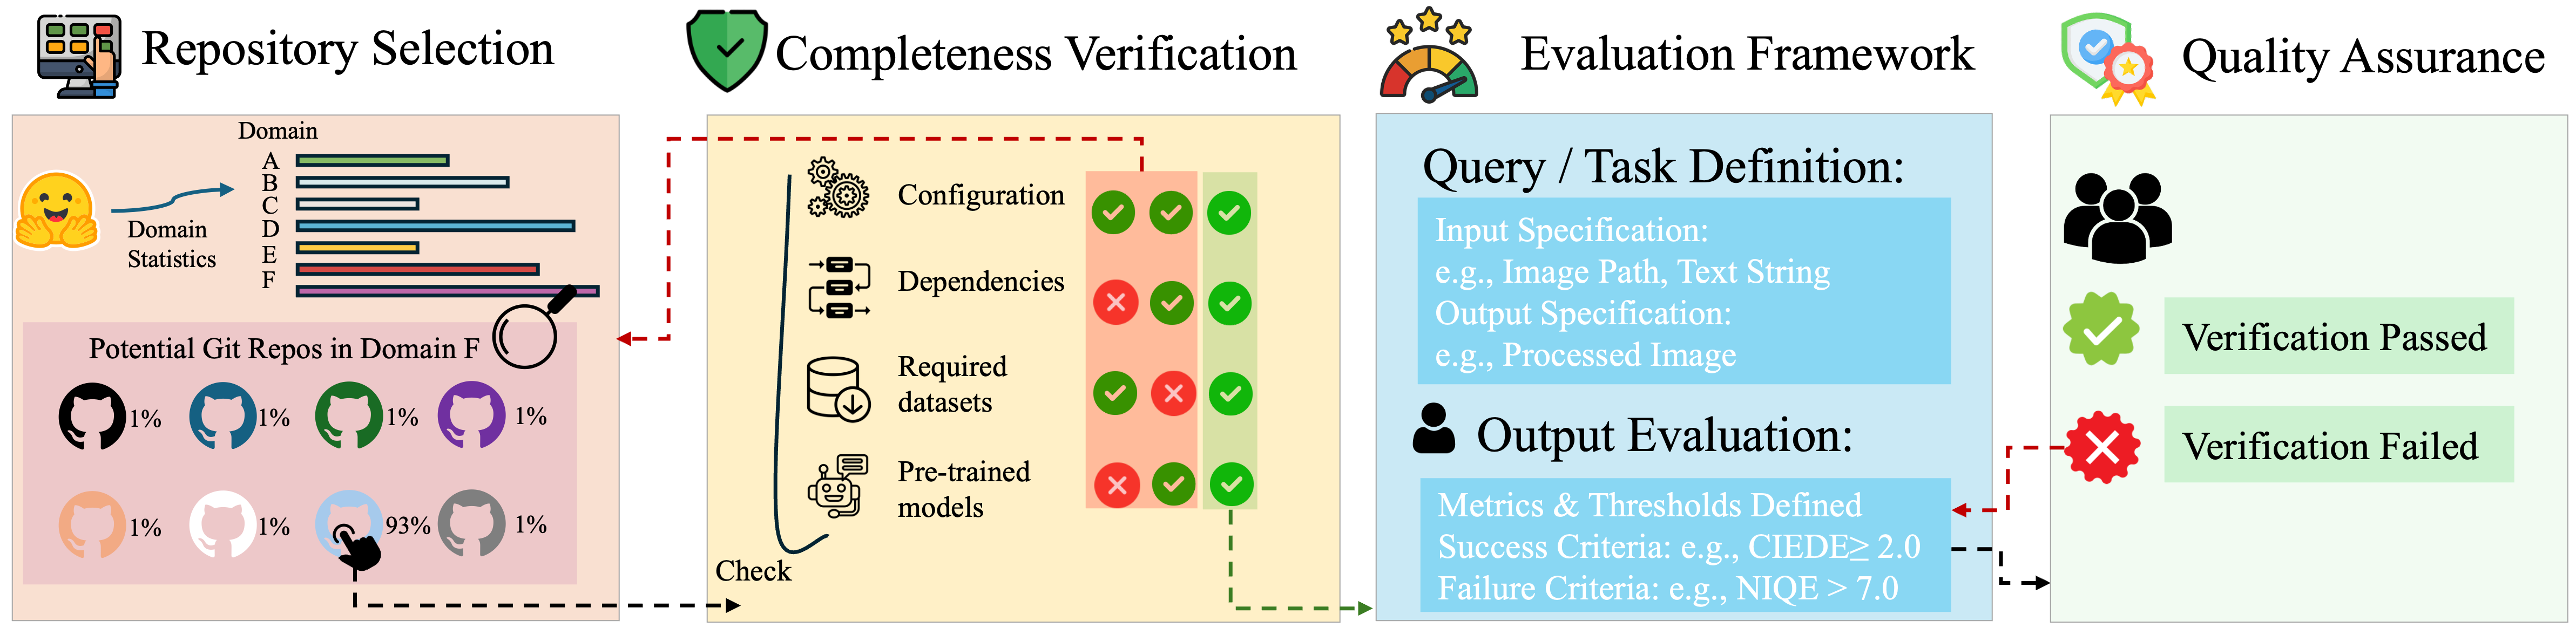 Repository Selection
Domain
A
B
C
D
E
F
Domain
Statistics
Potential Git Repos in Domain F
1%
1%
1%
1%
1%
1%
93%
1%
Completeness Verification
Configuration
Dependencies
Required
datasets
Pre-trained
models
Check
Evaluation Framework
Query / Task Definition:
Input Specification:
e.g., Image Path, Text String
Output Specification:
e.g., Processed Image
Output Evaluation:
Metrics & Thresholds Defined
Success Criteria: e.g., CIEDE≥ 2.0
Failure Criteria: e.g., NIQE > 7.0
Quality Assurance
Verification Passed
Verification Failed